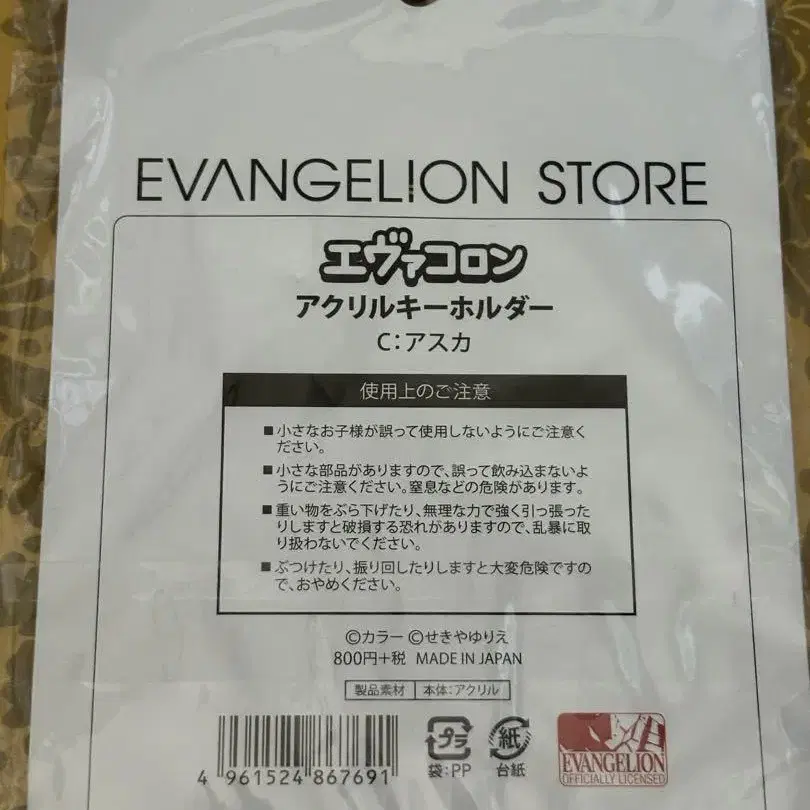 EVANGELION STORE
エヴァコロン
アクリルキーホルダー
C：アスカ
使用上のご注意
■小さなお子様が誤って使用しないようにご注意く
ださい。
■小さな部品がありますので、誤って飲み込まないよ
うにご注意ください。窒息などの危険があります。
■重い物をぶら下げたり、無理な力で強く引っ張った
りしますと破損する恐れがありますので、乱暴に取
り扱わないでください。
■ぶつけたり、振り回したりしますと大変危険ですの
で、おやめください。
©カラー ©せきやゆりえ
800円+税 MADE IN JAPAN
製品素材 本体：アクリル
4 961524 867691
プラ
袋：PP
紙
台紙
EVANGELION
OFFICIALLY LICENSED